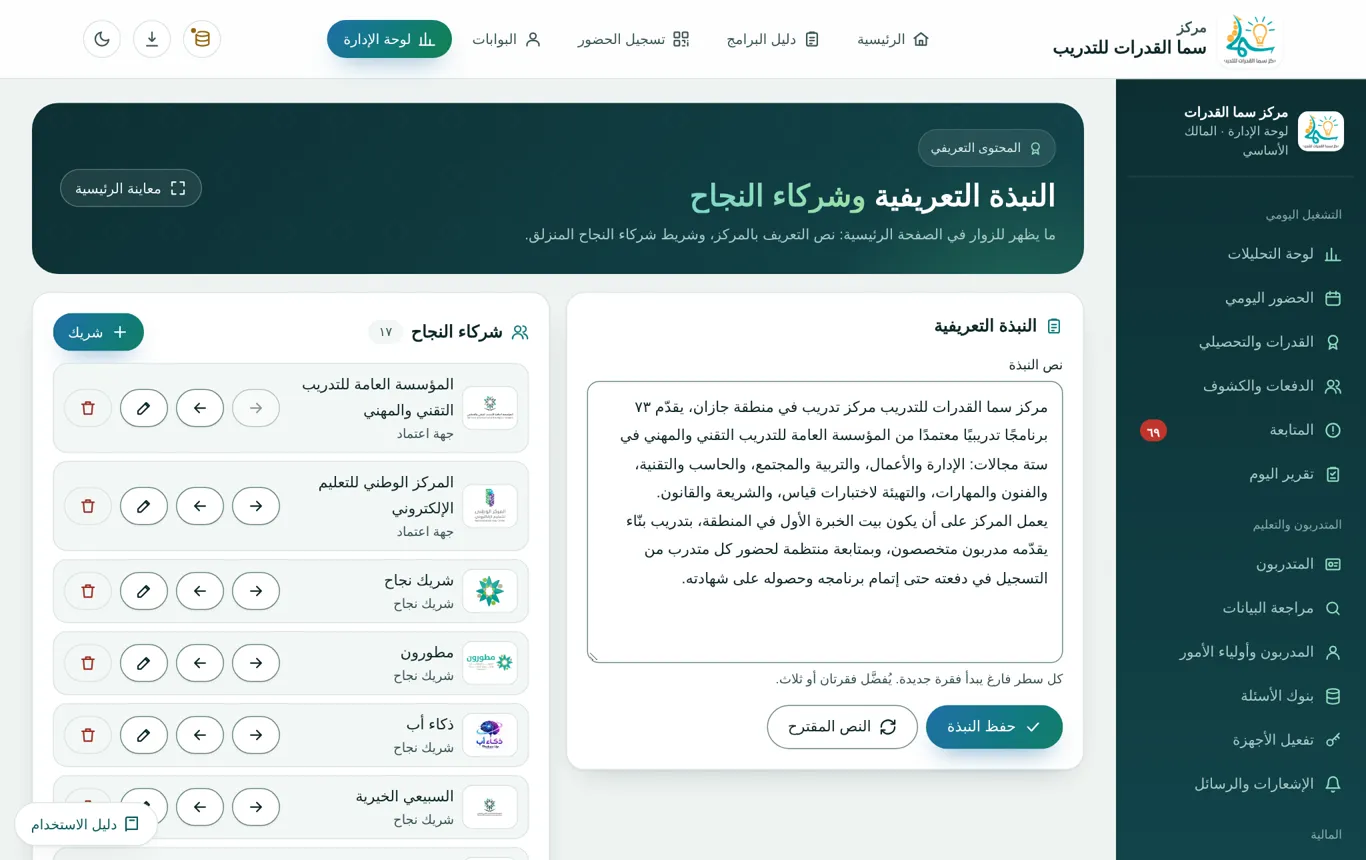 مركز
سما القدرات للتدريب
الرئيسية
دليل البرامج
تسجيل الحضور
البوابات
لوحة الإدارة
مركز سما القدرات
لوحة الإدارة · المالك
الأساسي
التشغيل اليومي
لوحة التحليلات
الحضور اليومي
القدرات والتحصيلي
الدفعات والكشوف
المتابعة
٦٩
تقرير اليوم
المتدربون والتعليم
المتدربون
مراجعة البيانات
المدربون وأولياء الأمور
بنوك الأسئلة
تفعيل الأجهزة
الإشعارات والرسائل
المالية
المحتوى التعريفي
النبذة التعريفية وشركاء النجاح
ما يظهر للزوار في الصفحة الرئيسية: نص التعريف بالمركز، وشريط شركاء النجاح المنزلق.
معاينة الرئيسية
النبذة التعريفية
نص النبذة
مركز سما القدرات للتدريب مركز تدريب في منطقة جازان، يقدّم ٧٣
برنامجًا تدريبيًا معتمدًا من المؤسسة العامة للتدريب التقني والمهني في
ستة مجالات: الإدارة والأعمال، والتربية والمجتمع، والحاسب والتقنية،
والفنون والمهارات، والتهيئة لاختبارات قياس، والشريعة والقانون.
يعمل المركز على أن يكون بيت الخبرة الأول في المنطقة، بتدريب بنّاء
يقدّمه مدربون متخصصون، وبمتابعة منتظمة لحضور كل متدرب من
التسجيل في دفعته حتى إتمام برنامجه وحصوله على شهادته.
كل سطر فارغ يبدأ فقرة جديدة. يُفضَّل فقرتان أو ثلاث.
حفظ النبذة
النص المقترح
شركاء النجاح
١٧
شريك
المؤسسة العامة للتدريب
التقني والمهني
جهة اعتماد
المركز الوطني للتعليم
الإلكتروني
جهة اعتماد
شريك نجاح
شريك نجاح
مطورون
مطورون
شريك نجاح
ذكاء أب
ذكاء أب
شريك نجاح
السبيعي الخيرية
شريك نجاح
دليل الاستخدام